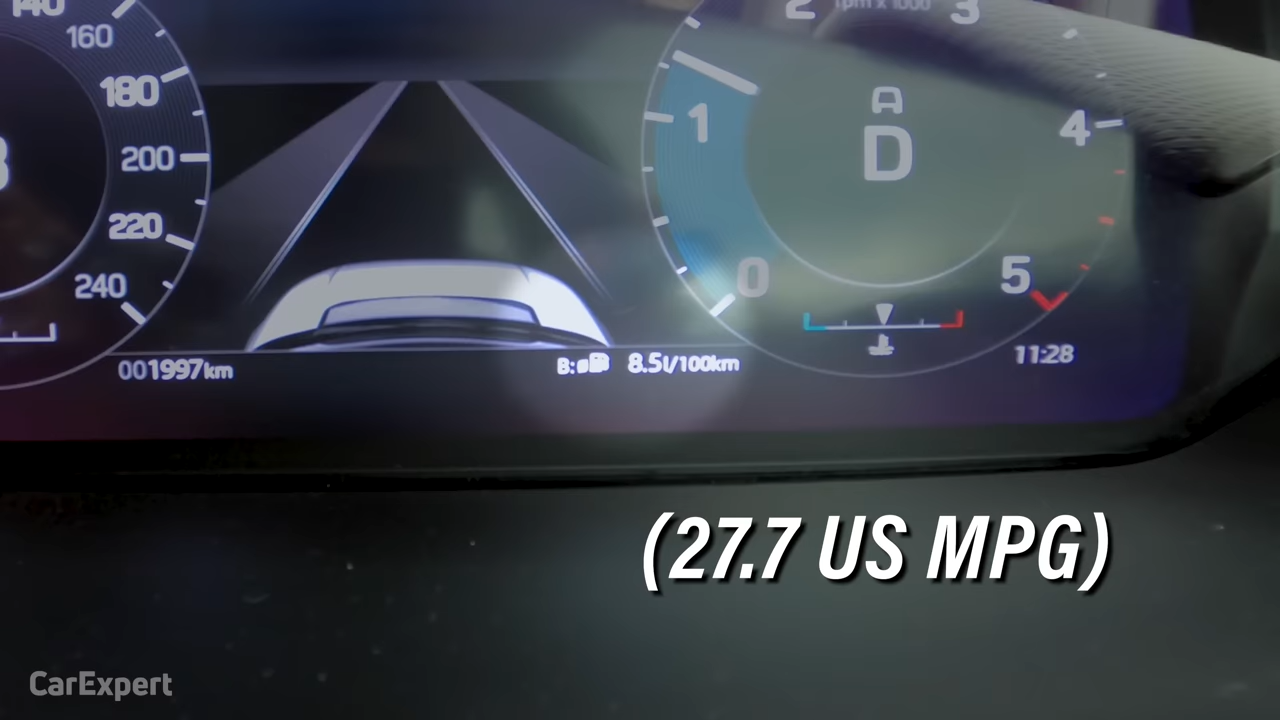 140
160
180
200
220
240
001997km
B: 8.5l/100km
2 rpm x 1000 3
1
4
A
D
0
5
11:28
(27.7 US MPG)
CarExpert